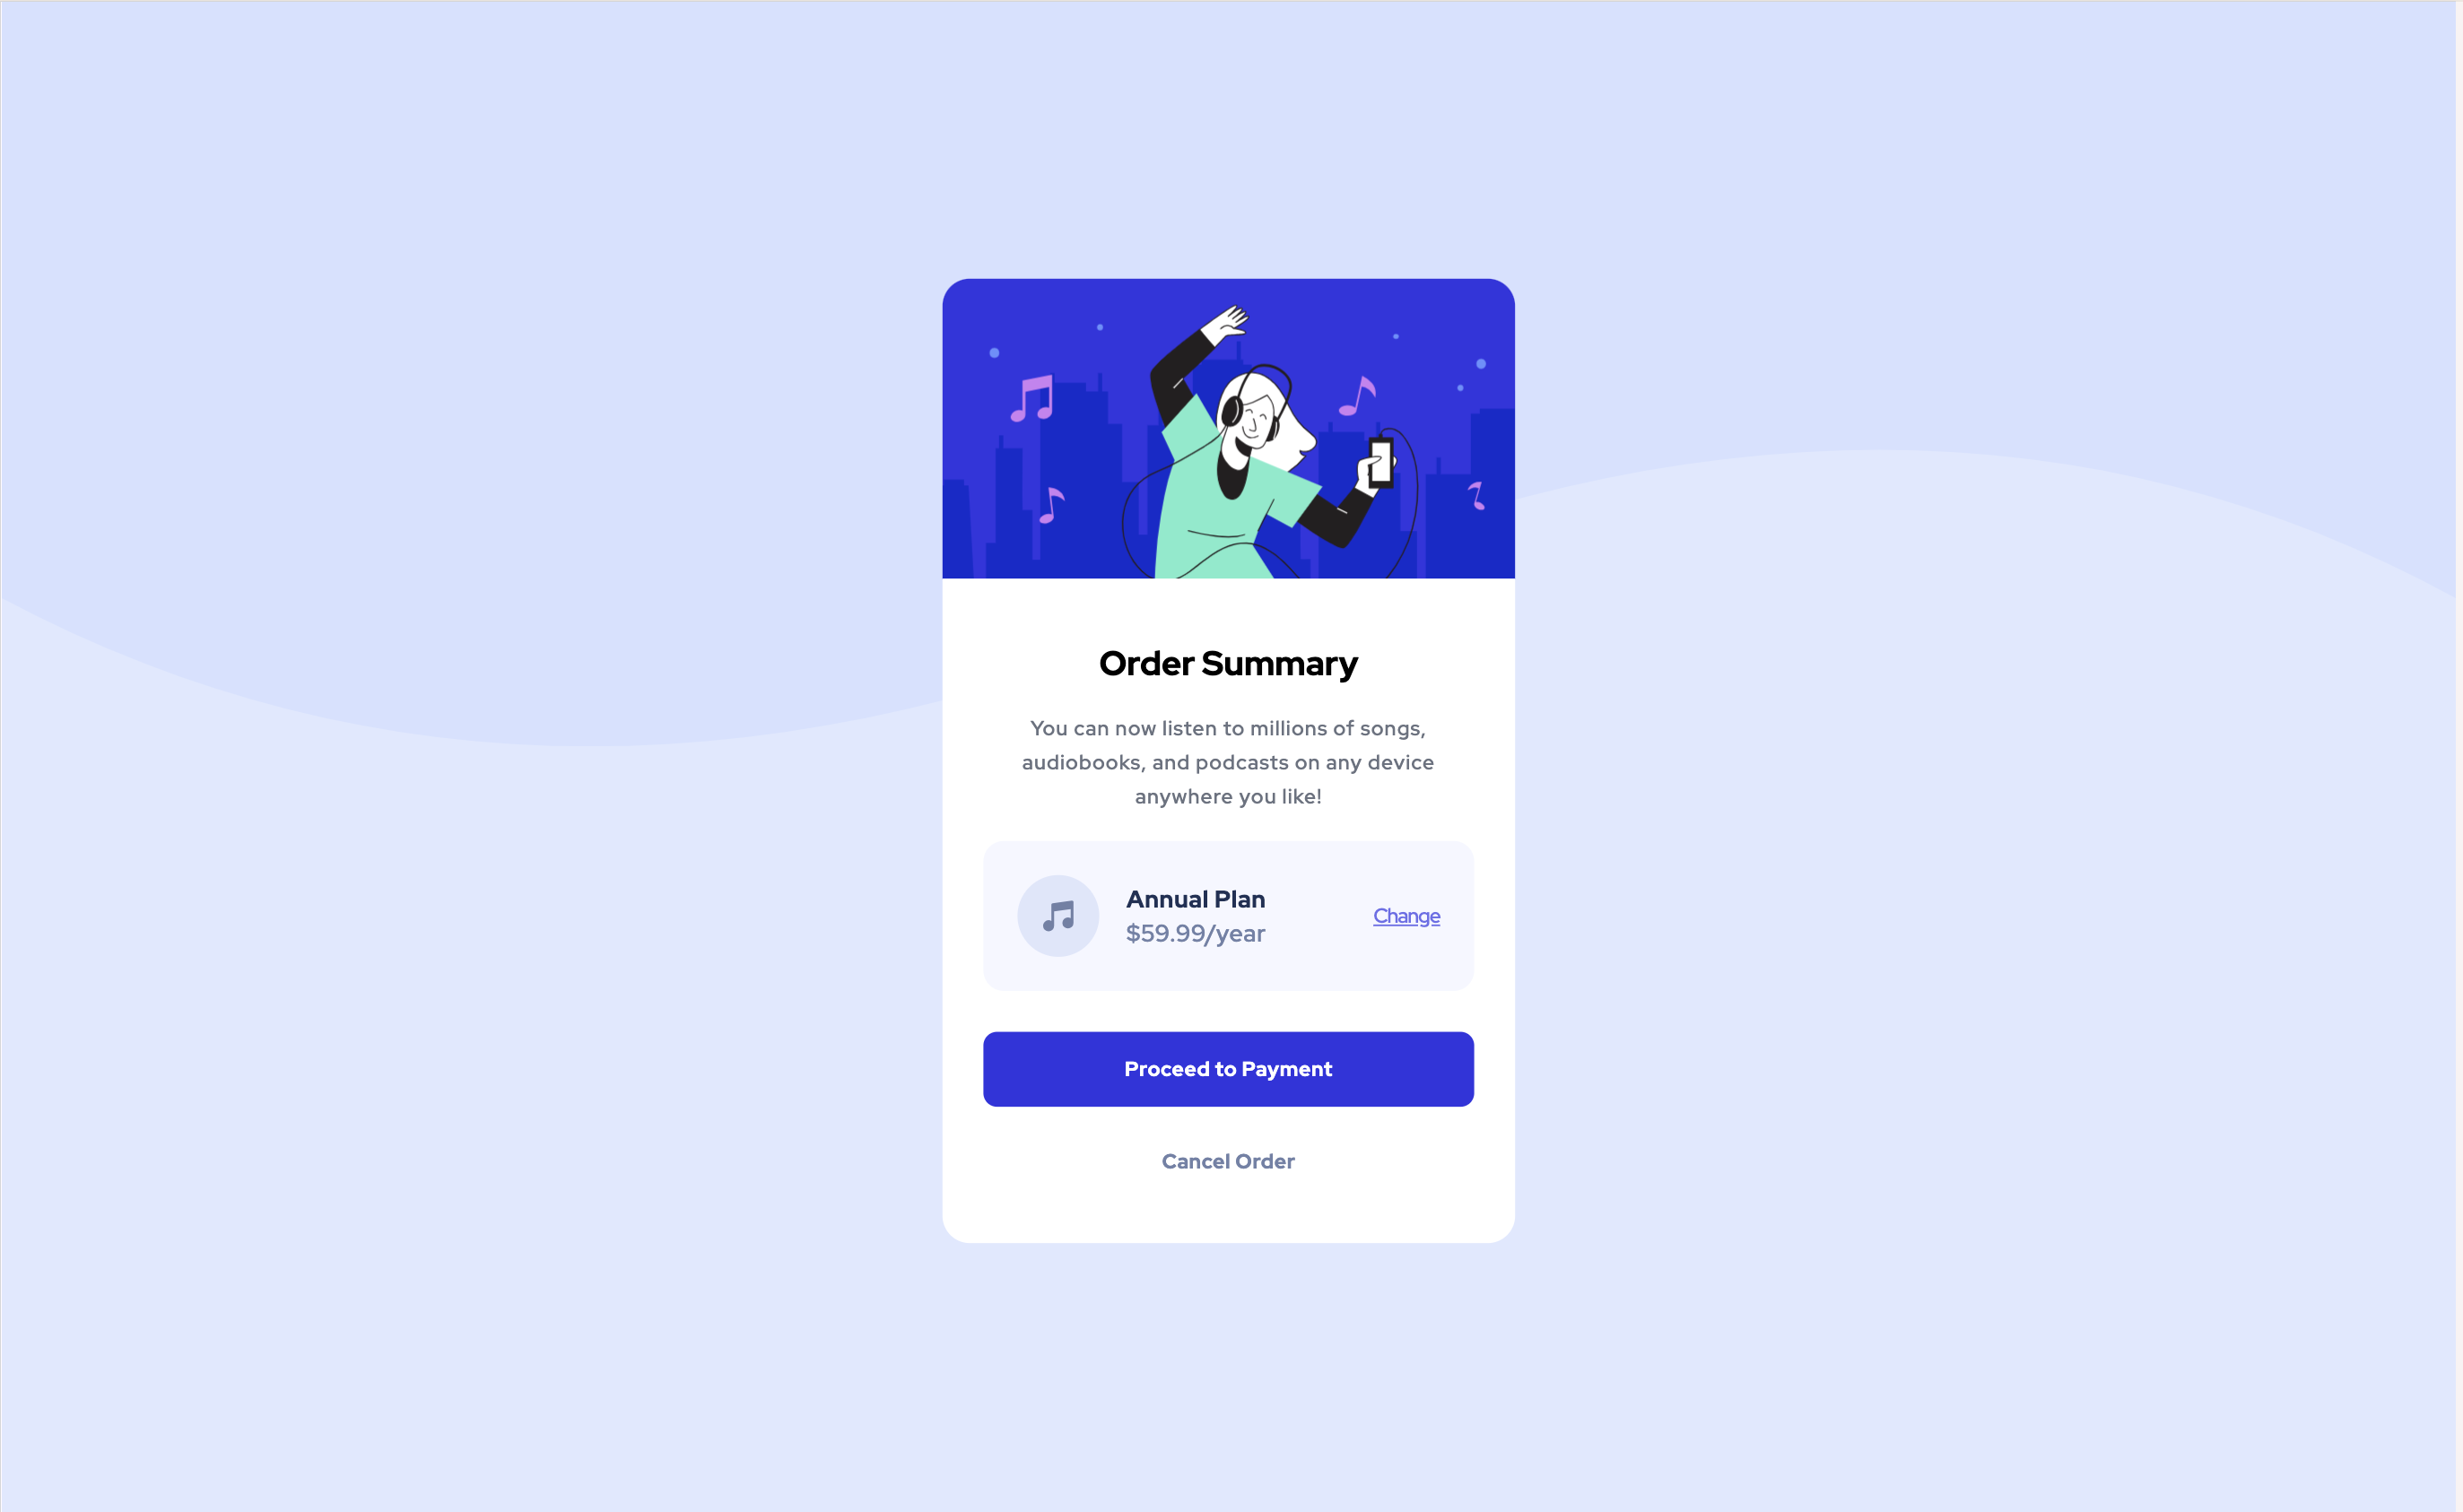 Order Summary
You can now listen to millions of songs,
audiobooks, and podcasts on any device
anywhere you like!
Annual Plan
$59.99/year
Change
Proceed to Payment
Cancel Order